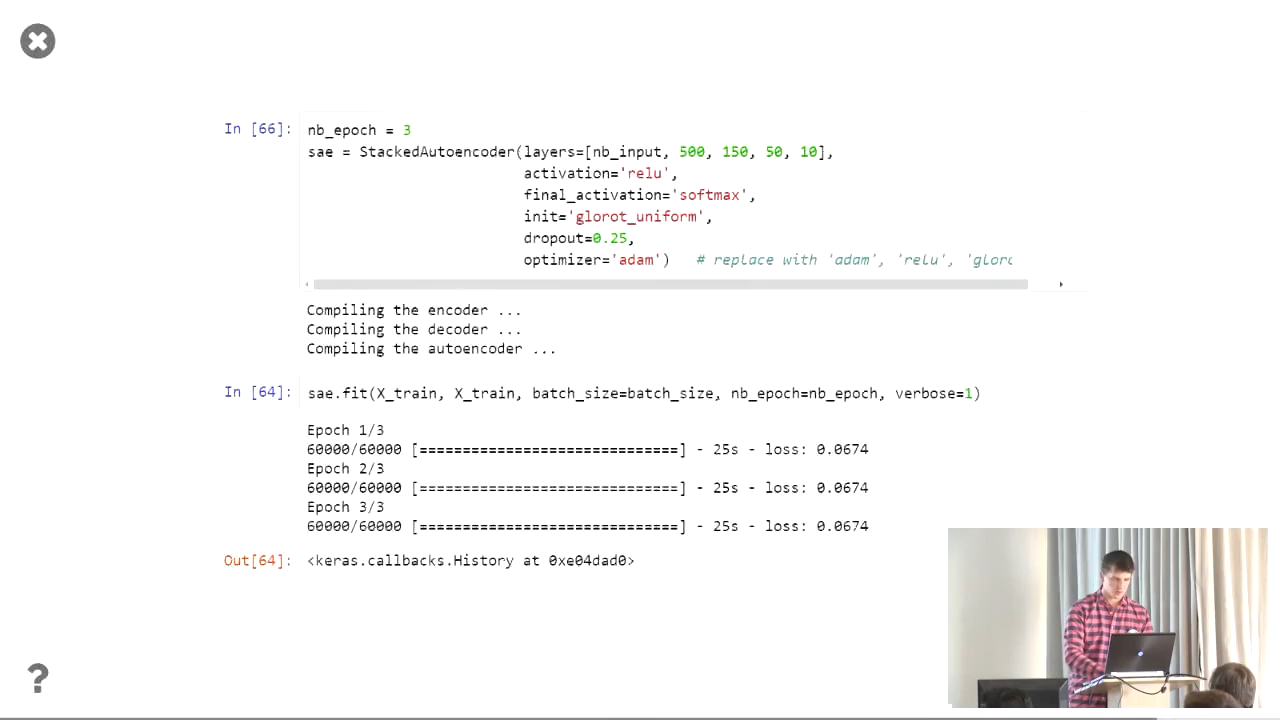 In [66]: nb_epoch = 3
sae = StackedAutoencoder(layers=[nb_input, 500, 150, 50, 10],
activation='relu',
final_activation='softmax',
init='glorot_uniform',
dropout=0.25,
optimizer='adam')   # replace with 'adam', 'relu', 'gloro
Compiling the encoder ...
Compiling the decoder ...
Compiling the autoencoder ...
In [64]: sae.fit(X_train, X_train, batch_size=batch_size, nb_epoch=nb_epoch, verbose=1)
Epoch 1/3
60000/60000 [==============================] - 25s - loss: 0.0674
Epoch 2/3
60000/60000 [==============================] - 25s - loss: 0.0674
Epoch 3/3
60000/60000 [==============================] - 25s - loss: 0.0674
Out[64]: <keras.callbacks.History at 0xe04dad0>
?